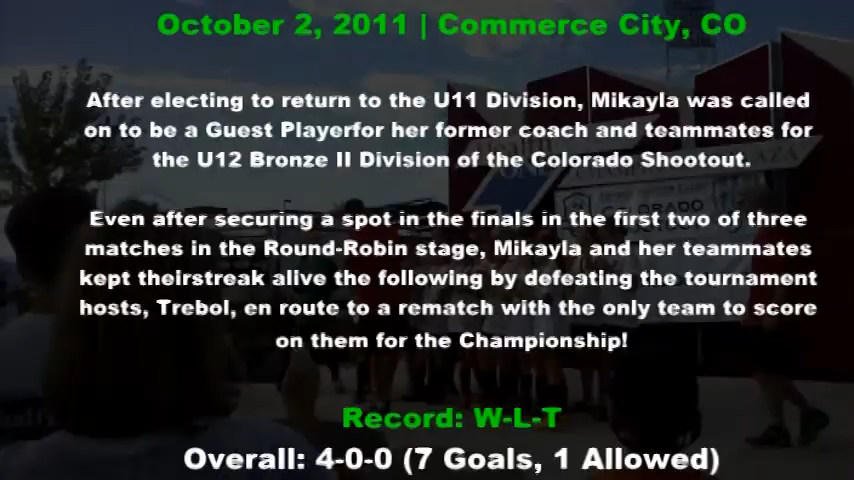 October 2, 2011 | Commerce City, CO
After electing to return to the U11 Division, Mikayla was called
on to be a Guest Playerfor her former coach and teammates for
the U12 Bronze II Division of the Colorado Shootout.
Even after securing a spot in the finals in the first two of three
matches in the Round-Robin stage, Mikayla and her teammates
kept theirstreak alive the following by defeating the tournament
hosts, Trebol, en route to a rematch with the only team to score
on them for the Championship!
Record: W-L-T
Overall: 4-0-0 (7 Goals, 1 Allowed)